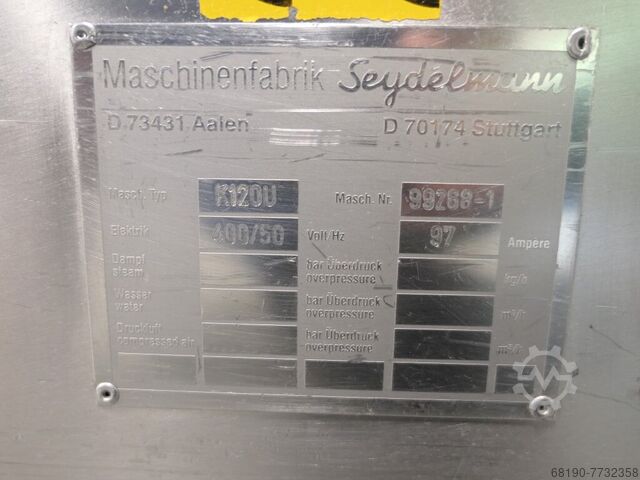 Maschinenfabrik Seydelmann
D 73431 Aalen D 70174 Stuttgart
Masch. Typ K120U Masch. Nr. 99268-1
Elektrik 400/50 Volt/Hz 97 Ampère
Dampf bar Überdruck
steam overpressure kg/h
Wasser bar Überdruck
water overpressure m³/h
Druckluft bar Überdruck
compressed air overpressure m³/h
68190-7732358